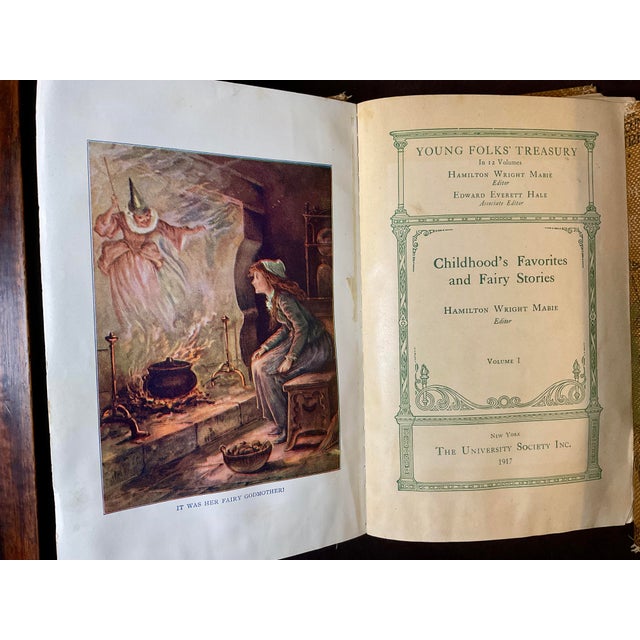 IT WAS HER FAIRY GODMOTHER!
YOUNG FOLKS' TREASURY
In 12 Volumes
HAMILTON WRIGHT MABIE
Editor
EDWARD EVERETT HALE
Associate Editor
Childhood's Favorites
and Fairy Stories
HAMILTON WRIGHT MABIE
Editor
VOLUME I
NEW YORK
THE UNIVERSITY SOCIETY INC.
1917